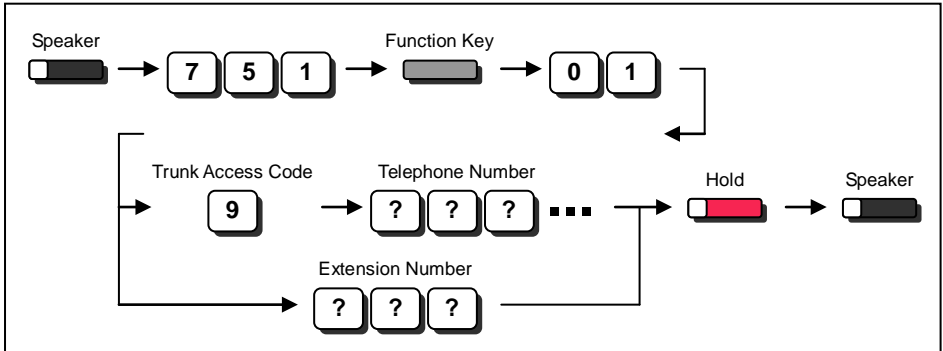 Speaker Function Key
7 5 1 0 1
Trunk Access Code Telephone Number Hold Speaker
9 ? ? ? ...
Extension Number
? ? ?